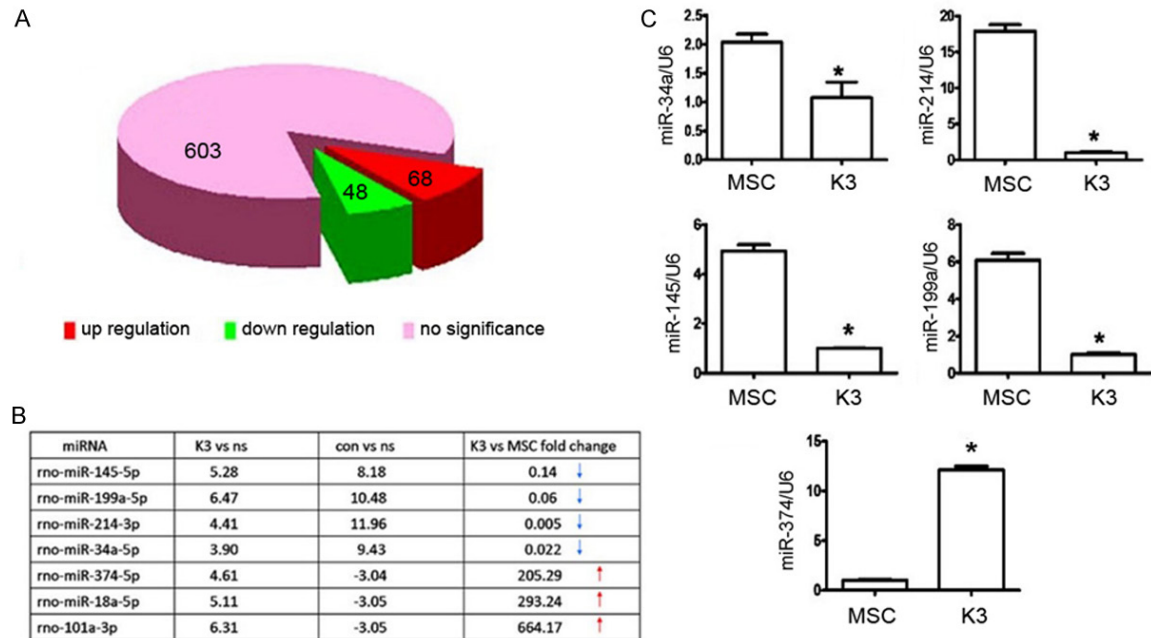 A
603
48
68
up regulation down regulation no significance
B
miRNA K3 vs ns con vs ns K3 vs MSC fold change
rno-miR-145-5p 5.28 8.18 0.14 ↓
rno-miR-199a-5p 6.47 10.48 0.06 ↓
rno-miR-214-3p 4.41 11.96 0.005 ↓
rno-miR-34a-5p 3.90 9.43 0.022 ↓
rno-miR-374-5p 4.61 -3.04 205.29 ↑
rno-miR-18a-5p 5.11 -3.05 293.24 ↑
rno-101a-3p 6.31 -3.05 664.17 ↑
C
miR-34a/U6
2.5
2.0
1.5
1.0
0.5
0.0
*
MSC K3
miR-214/U6
20
15
10
5
0
*
MSC K3
miR-145/U6
6
4
2
0
*
MSC K3
miR-199a/U6
8
6
4
2
0
*
MSC K3
miR-374/U6
15
10
5
0
*
MSC K3